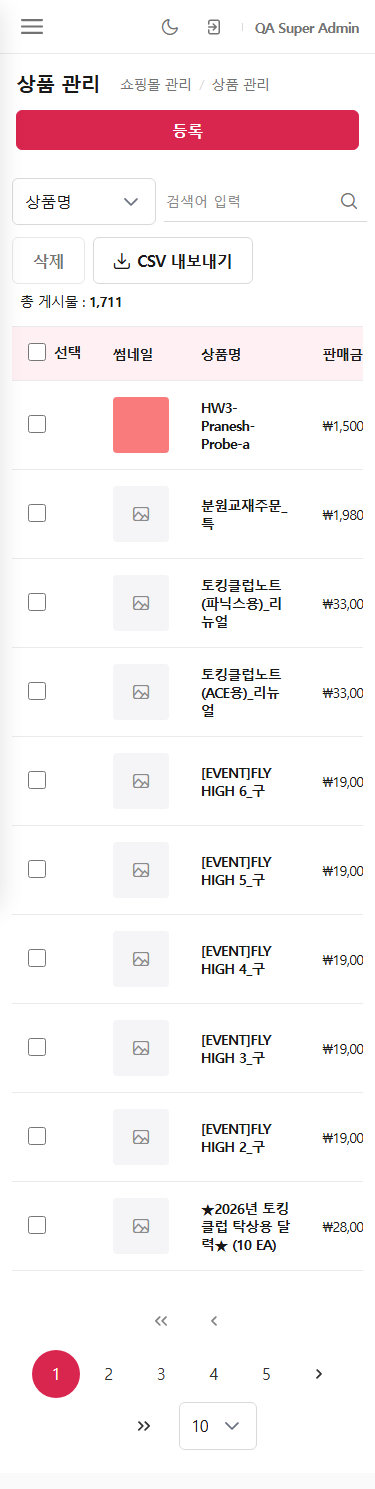 QA Super Admin
상품 관리 쇼핑몰 관리 / 상품 관리
등록
상품명 검색어 입력
삭제 CSV 내보내기
총 게시물 : 1,711
선택 썸네일 상품명 판매금
HW3-
Pranesh-
Probe-a
₩1,500
분원교재주문_
특
₩1,980
토킹클럽노트
(파닉스용)_리
뉴얼
₩33,00
토킹클럽노트
(ACE용)_리뉴
얼
₩33,00
[EVENT]FLY
HIGH 6_구
₩19,00
[EVENT]FLY
HIGH 5_구
₩19,00
[EVENT]FLY
HIGH 4_구
₩19,00
[EVENT]FLY
HIGH 3_구
₩19,00
[EVENT]FLY
HIGH 2_구
₩19,00
★2026년 토킹
클럽 탁상용 달
력★ (10 EA)
₩28,00
1 2 3 4 5
10